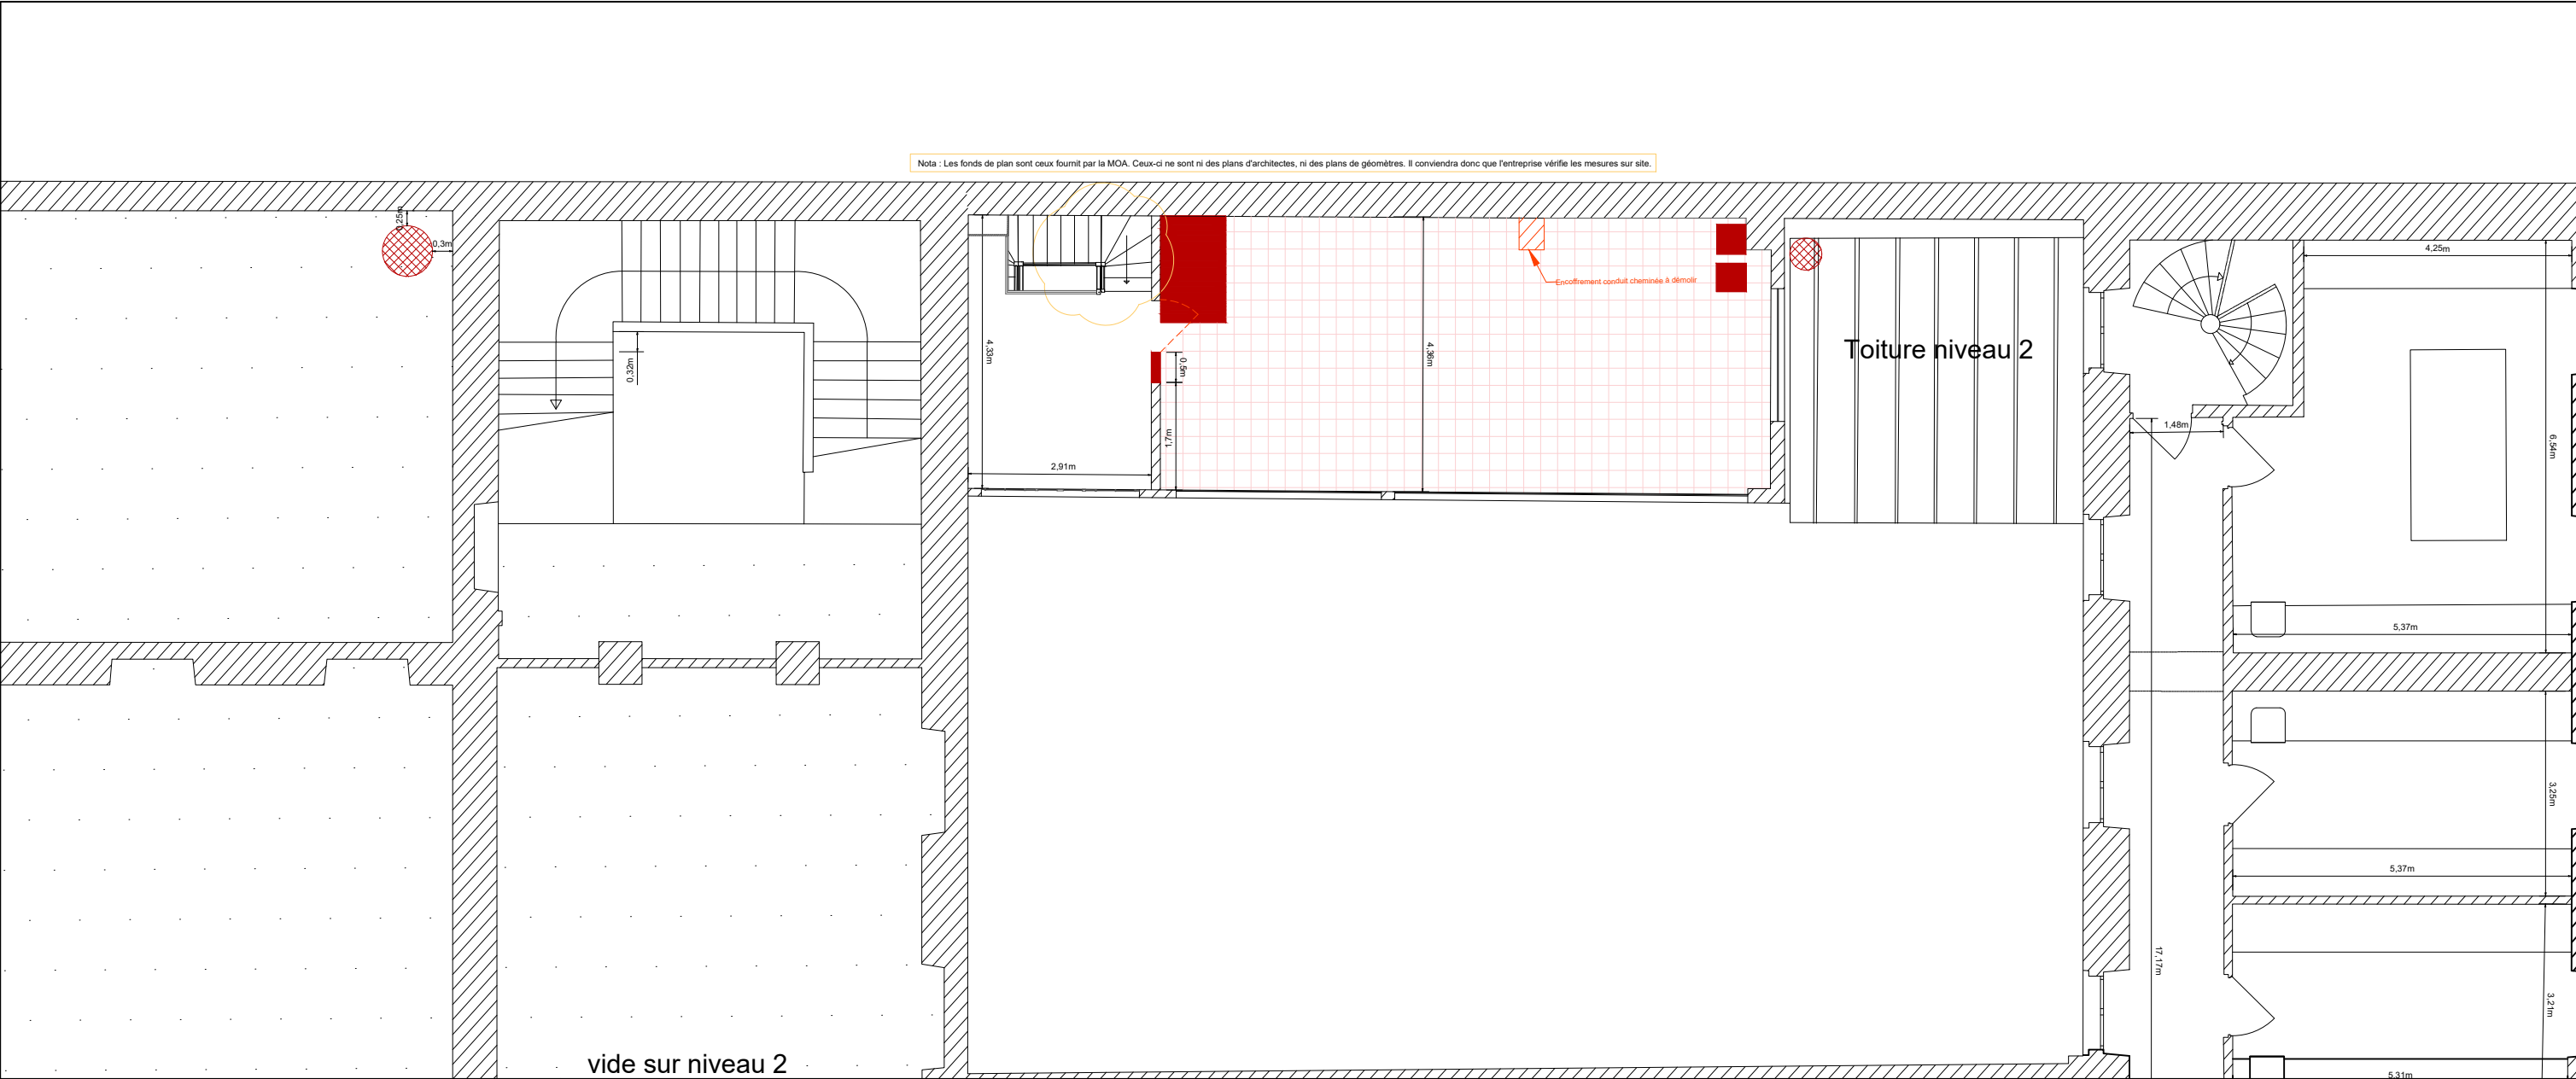 Nota : Les fonds de plan sont ceux fournit par la MOA. Ceux-ci ne sont ni des plans d'architectes, ni des plans de géomètres. Il conviendra donc que l'entreprise vérifie les mesures sur site.
0,25m
0,3m
4,25m
Encoffrement conduit cheminée à démolir
Toiture niveau 2
4,33m
4,36m
0,32m
0,5m
1,48m
1,7m
6,54m
2,91m
5,37m
3,25m
5,37m
17,17m
3,21m
vide sur niveau 2
5,31m